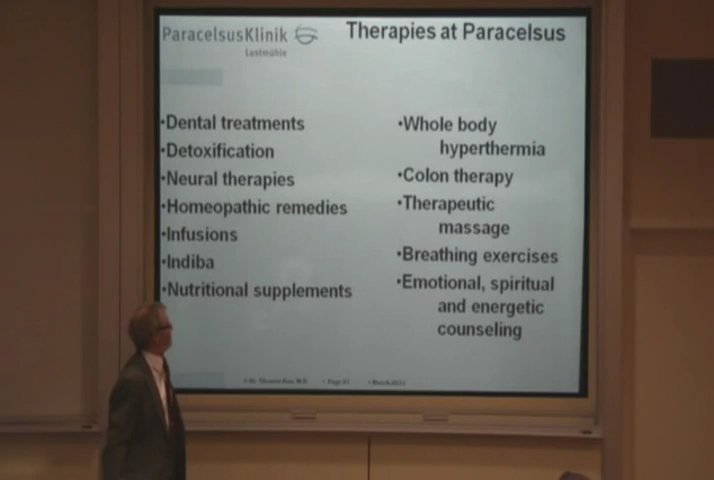 ParacelsusKlinik
Lustmühle
Therapies at Paracelsus
•Dental treatments
•Detoxification
•Neural therapies
•Homeopathic remedies
•Infusions
•Indiba
•Nutritional supplements
•Whole body
hyperthermia
•Colon therapy
•Therapeutic
massage
•Breathing exercises
•Emotional, spiritual
and energetic
counseling